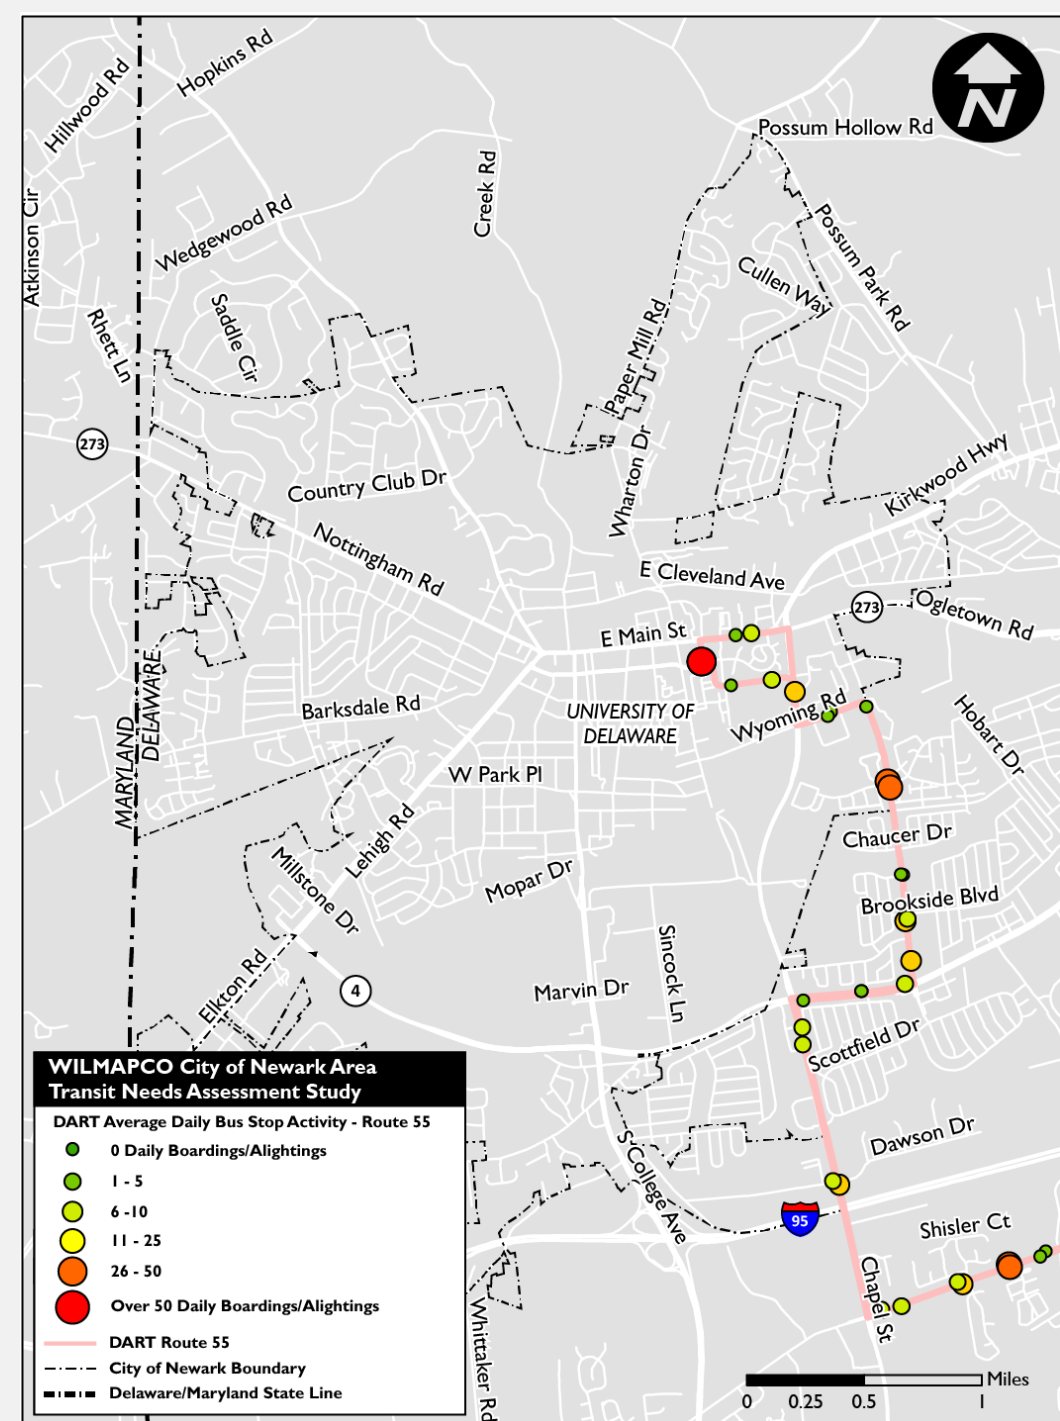 Hopkins Rd
Hillwood Rd
N
Possum Hollow Rd
Creek Rd
Atkinson Cir
Wedgewood Rd
Possum Park Rd
Cullen Way
Saddle Cir
Rhett Ln
Paper Mill Rd
273
Wharton Dr
Kirkwood Hwy
Country Club Dr
Nottingham Rd
E Cleveland Ave
273
Ogletown Rd
E Main St
MARYLAND
DELAWARE
Barksdale Rd
UNIVERSITY OF
DELAWARE
Wyoming Rd
Hobart Dr
W Park Pl
Lehigh Rd
Chaucer Dr
Millstone Dr
Mopar Dr
Brookside Blvd
Sincock Ln
Elkton Rd
4
Marvin Dr
Scottfield Dr
WILMAPCO City of Newark Area
Transit Needs Assessment Study
DART Average Daily Bus Stop Activity - Route 55
0 Daily Boardings/Alightings
1 - 5
6 -10
11 - 25
26 - 50
Over 50 Daily Boardings/Alightings
DART Route 55
City of Newark Boundary
Delaware/Maryland State Line
S College Ave
Dawson Dr
95
Shisler Ct
Chapel St
Whittaker Rd
Miles
0 0.25 0.5 1